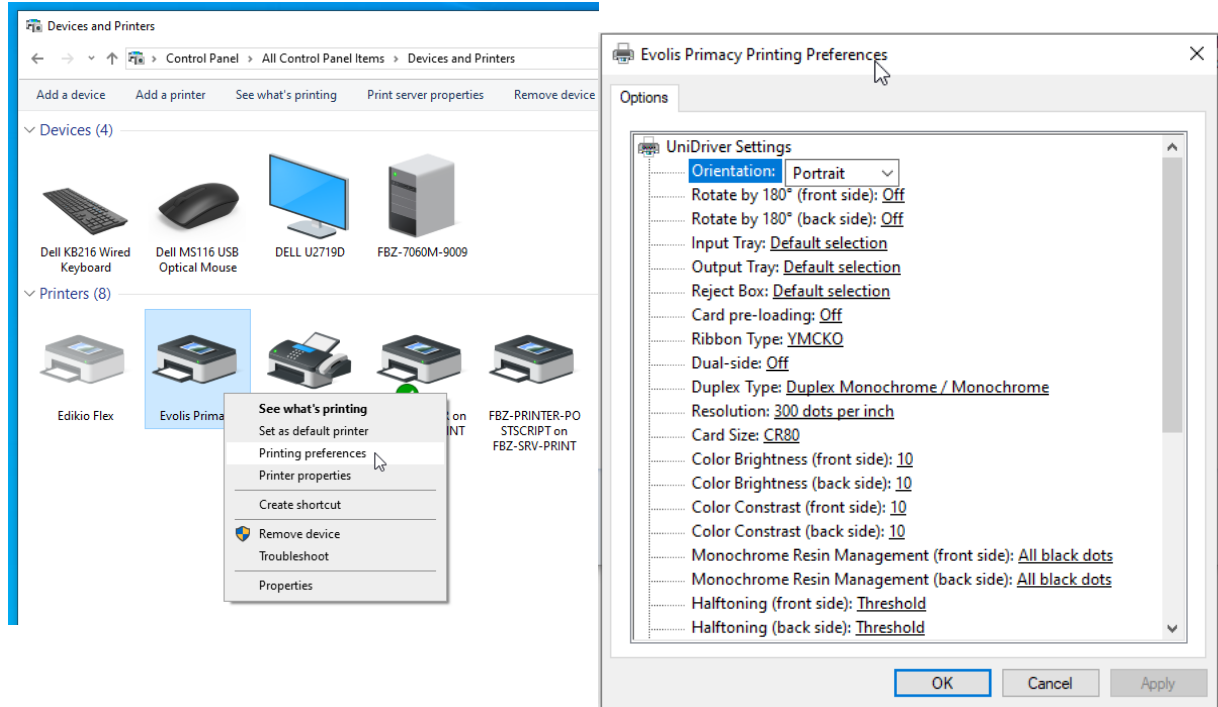 Devices and Printers
Control Panel > All Control Panel Items > Devices and Printers
Add a device Add a printer See what's printing Print server properties Remove device
Devices (4)
Dell KB216 Wired
Keyboard
Dell MS116 USB
Optical Mouse
DELL U2719D
FBZ-7060M-9009
Printers (8)
Edikio Flex
Evolis Prima
on
INT
FBZ-PRINTER-PO
STSCRIPT on
FBZ-SRV-PRINT
See what's printing
Set as default printer
Printing preferences
Printer properties
Create shortcut
Remove device
Troubleshoot
Properties
Evolis Primacy Printing Preferences
Options
UniDriver Settings
Orientation: Portrait
Rotate by 180° (front side): Off
Rotate by 180° (back side): Off
Input Tray: Default selection
Output Tray: Default selection
Reject Box: Default selection
Card pre-loading: Off
Ribbon Type: YMCKO
Dual-side: Off
Duplex Type: Duplex Monochrome / Monochrome
Resolution: 300 dots per inch
Card Size: CR80
Color Brightness (front side): 10
Color Brightness (back side): 10
Color Constrast (front side): 10
Color Constrast (back side): 10
Monochrome Resin Management (front side): All black dots
Monochrome Resin Management (back side): All black dots
Halftoning (front side): Threshold
Halftoning (back side): Threshold
OK Cancel Apply